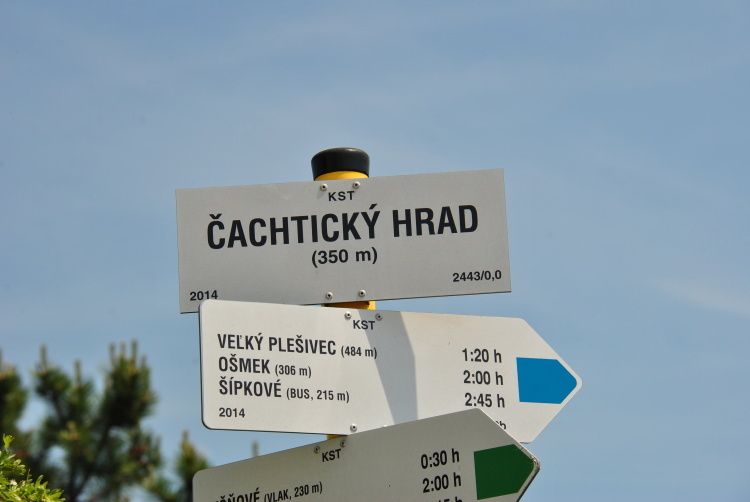 KST
ČACHTICKÝ HRAD
(350 m)
2014 2443/0,0
KST
VEĽKÝ PLEŠIVEC (484 m) 1:20 h
OŠMEK (306 m) 2:00 h
ŠÍPKOVÉ (BUS, 215 m) 2:45 h
2014
KST
0:30 h
(VLAK, 230 m) 2:00 h